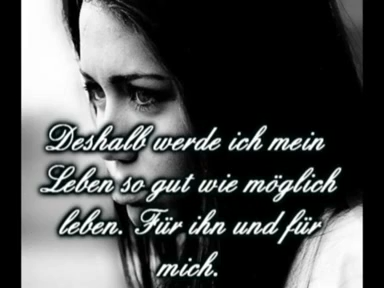 Deshalb werde ich mein
Leben so gut wie möglich
leben. Für ihn und für
mich.